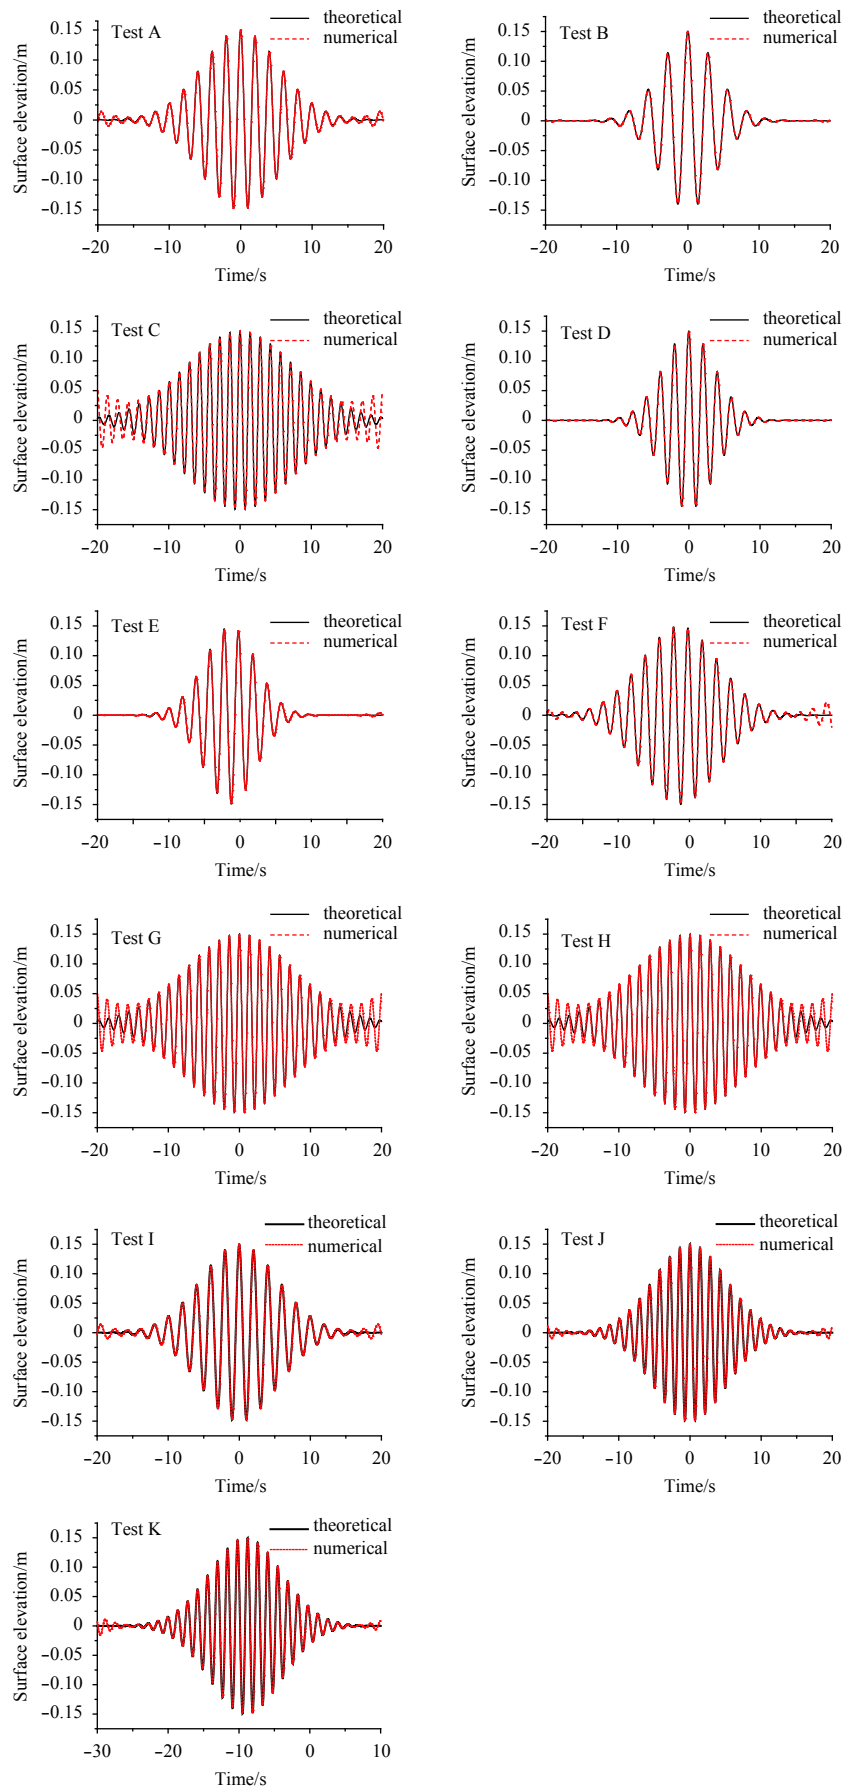 Test A
theoretical
numerical
0.15
0.10
0.05
0
-0.05
-0.10
-0.15
Surface elevation/m
-20
-10
0
10
20
Time/s
Test B
theoretical
numerical
0.15
0.10
0.05
0
-0.05
-0.10
-0.15
Surface elevation/m
-20
-10
0
10
20
Time/s
Test C
theoretical
numerical
0.15
0.10
0.05
0
-0.05
-0.10
-0.15
Surface elevation/m
-20
-10
0
10
20
Time/s
Test D
theoretical
numerical
0.15
0.10
0.05
0
-0.05
-0.10
-0.15
Surface elevation/m
-20
-10
0
10
20
Time/s
Test E
theoretical
numerical
0.15
0.10
0.05
0
-0.05
-0.10
-0.15
Surface elevation/m
-20
-10
0
10
20
Time/s
Test F
theoretical
numerical
0.15
0.10
0.05
0
-0.05
-0.10
-0.15
Surface elevation/m
-20
-10
0
10
20
Time/s
Test G
theoretical
numerical
0.15
0.10
0.05
0
-0.05
-0.10
-0.15
Surface elevation/m
-20
-10
0
10
20
Time/s
Test H
theoretical
numerical
0.15
0.10
0.05
0
-0.05
-0.10
-0.15
Surface elevation/m
-20
-10
0
10
20
Time/s
Test I
theoretical
numerical
0.15
0.10
0.05
0
-0.05
-0.10
-0.15
Surface elevation/m
-20
-10
0
10
20
Time/s
Test J
theoretical
numerical
0.15
0.10
0.05
0
-0.05
-0.10
-0.15
Surface elevation/m
-20
-10
0
10
20
Time/s
Test K
theoretical
numerical
0.15
0.10
0.05
0
-0.05
-0.10
-0.15
Surface elevation/m
-30
-20
-10
0
10
Time/s